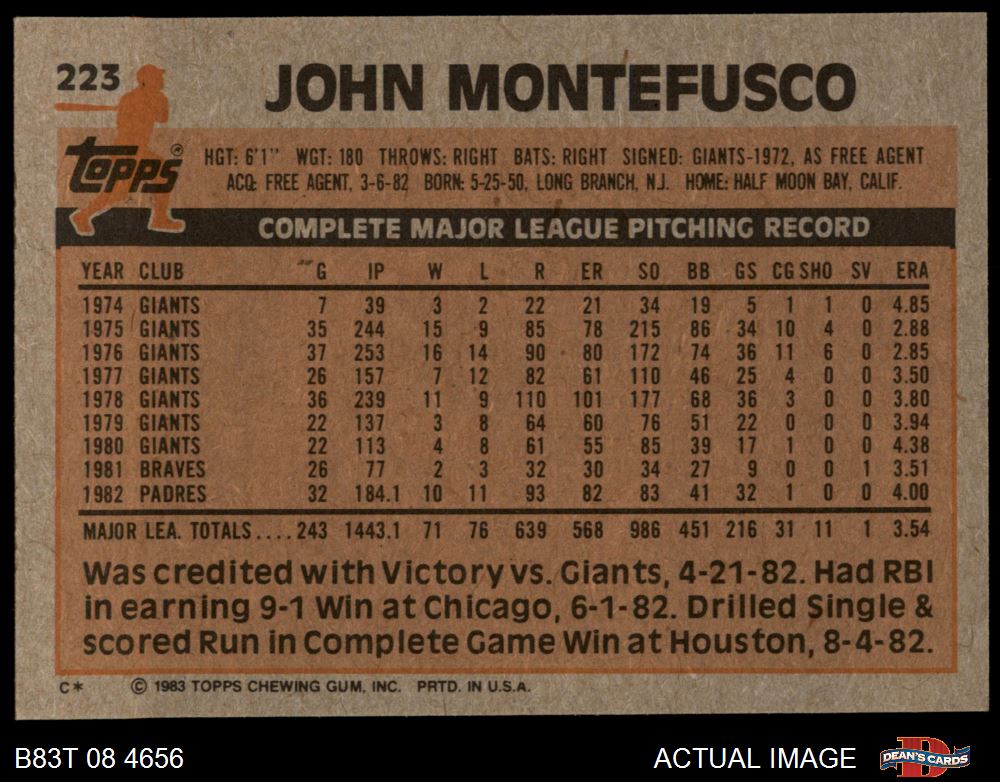 223
JOHN MONTEFUSCO
TOPPS®
HGT: 6'1" WGT: 180 THROWS: RIGHT BATS: RIGHT SIGNED: GIANTS-1972, AS FREE AGENT
ACQ: FREE AGENT, 3-6-82 BORN: 5-25-50, LONG BRANCH, N.J. HOME: HALF MOON BAY, CALIF.
COMPLETE MAJOR LEAGUE PITCHING RECORD
YEAR CLUB G IP W L R ER SO BB GS CG SHO SV ERA
1974 GIANTS 7 39 3 2 22 21 34 19 5 1 1 0 4.85
1975 GIANTS 35 244 15 9 85 78 215 86 34 10 4 0 2.88
1976 GIANTS 37 253 16 14 90 80 172 74 36 11 6 0 2.85
1977 GIANTS 26 157 7 12 82 61 110 46 25 4 0 0 3.50
1978 GIANTS 36 239 11 9 110 101 177 68 36 3 0 0 3.80
1979 GIANTS 22 137 3 8 64 60 76 51 22 0 0 0 3.94
1980 GIANTS 22 113 4 8 61 55 85 39 17 1 0 0 4.38
1981 BRAVES 26 77 2 3 32 30 34 27 9 0 0 1 3.51
1982 PADRES 32 184.1 10 11 93 82 83 41 32 1 0 0 4.00
MAJOR LEA. TOTALS....243 1443.1 71 76 639 568 986 451 216 31 11 1 3.54
Was credited with Victory vs. Giants, 4-21-82. Had RBI
in earning 9-1 Win at Chicago, 6-1-82. Drilled Single &
scored Run in Complete Game Win at Houston, 8-4-82.
C* © 1983 TOPPS CHEWING GUM, INC. PRTD. IN U.S.A.
B83T 08 4656
ACTUAL IMAGE
DEAN'S CARDS